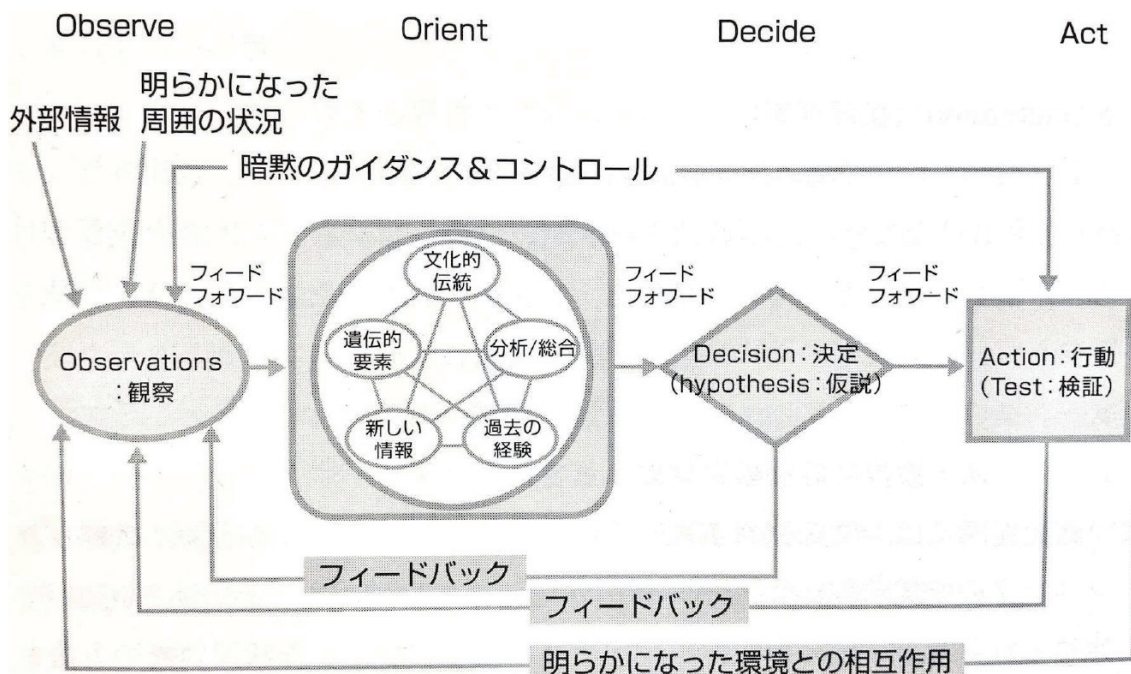 Observe
Orient
Decide
Act
外部情報
明らかになった
周囲の状況
暗黙のガイダンス＆コントロール
フィード
フォワード
フィード
フォワード
フィード
フォワード
文化的
伝統
遺伝的
要素
分析/総合
新しい
情報
過去の
経験
Observations
：観察
Decision：決定
(hypothesis：仮説)
Action：行動
(Test：検証)
フィードバック
フィードバック
明らかになった環境との相互作用